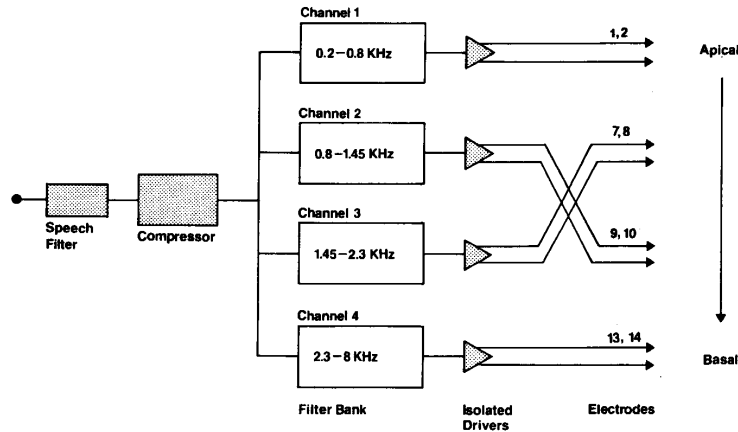 Channel 1
0.2–0.8 KHz
1, 2
Apical
Channel 2
0.8–1.45 KHz
7, 8
Channel 3
1.45–2.3 KHz
9, 10
Speech
Filter
Compressor
Channel 4
2.3–8 KHz
13, 14
Basal
Filter Bank
Isolated
Drivers
Electrodes